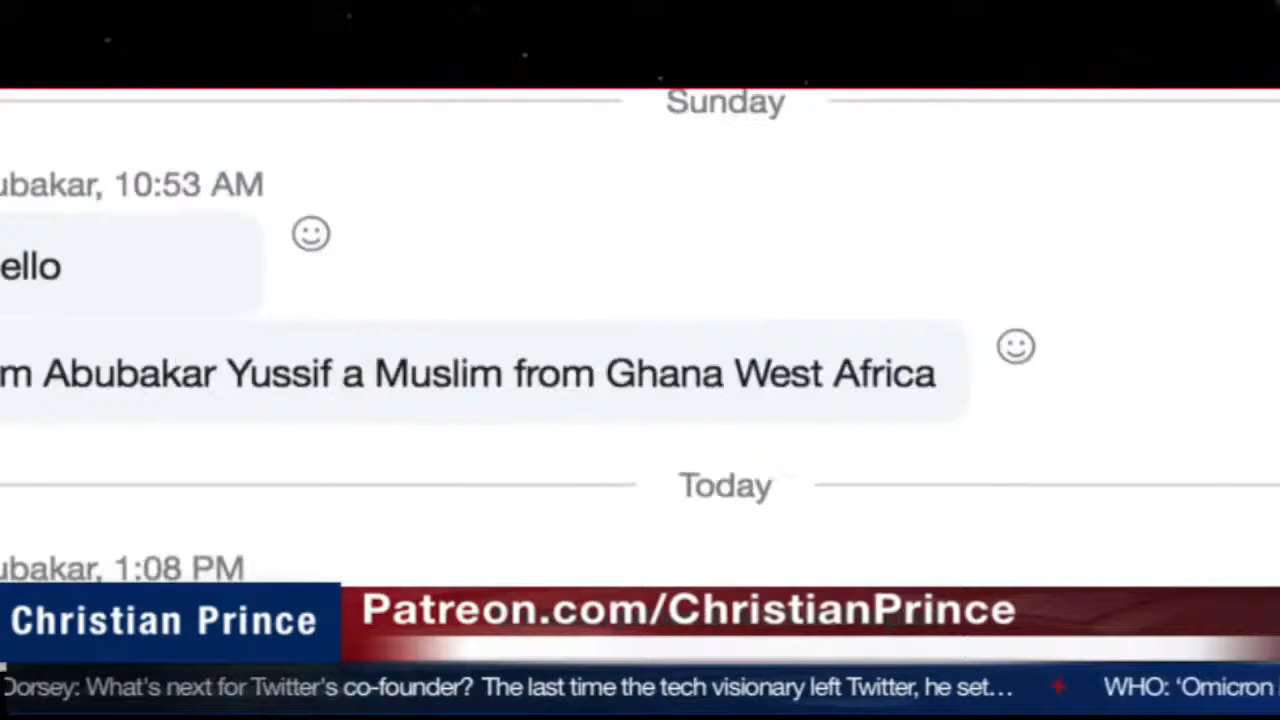 Sunday
ubakar, 10:53 AM
ello
m Abubakar Yussif a Muslim from Ghana West Africa
Today
ubakar, 1:08 PM
Christian Prince
Patreon.com/ChristianPrince
Dorsey: What's next for Twitter's co-founder? The last time the tech visionary left Twitter, he set... WHO: 'Omicron